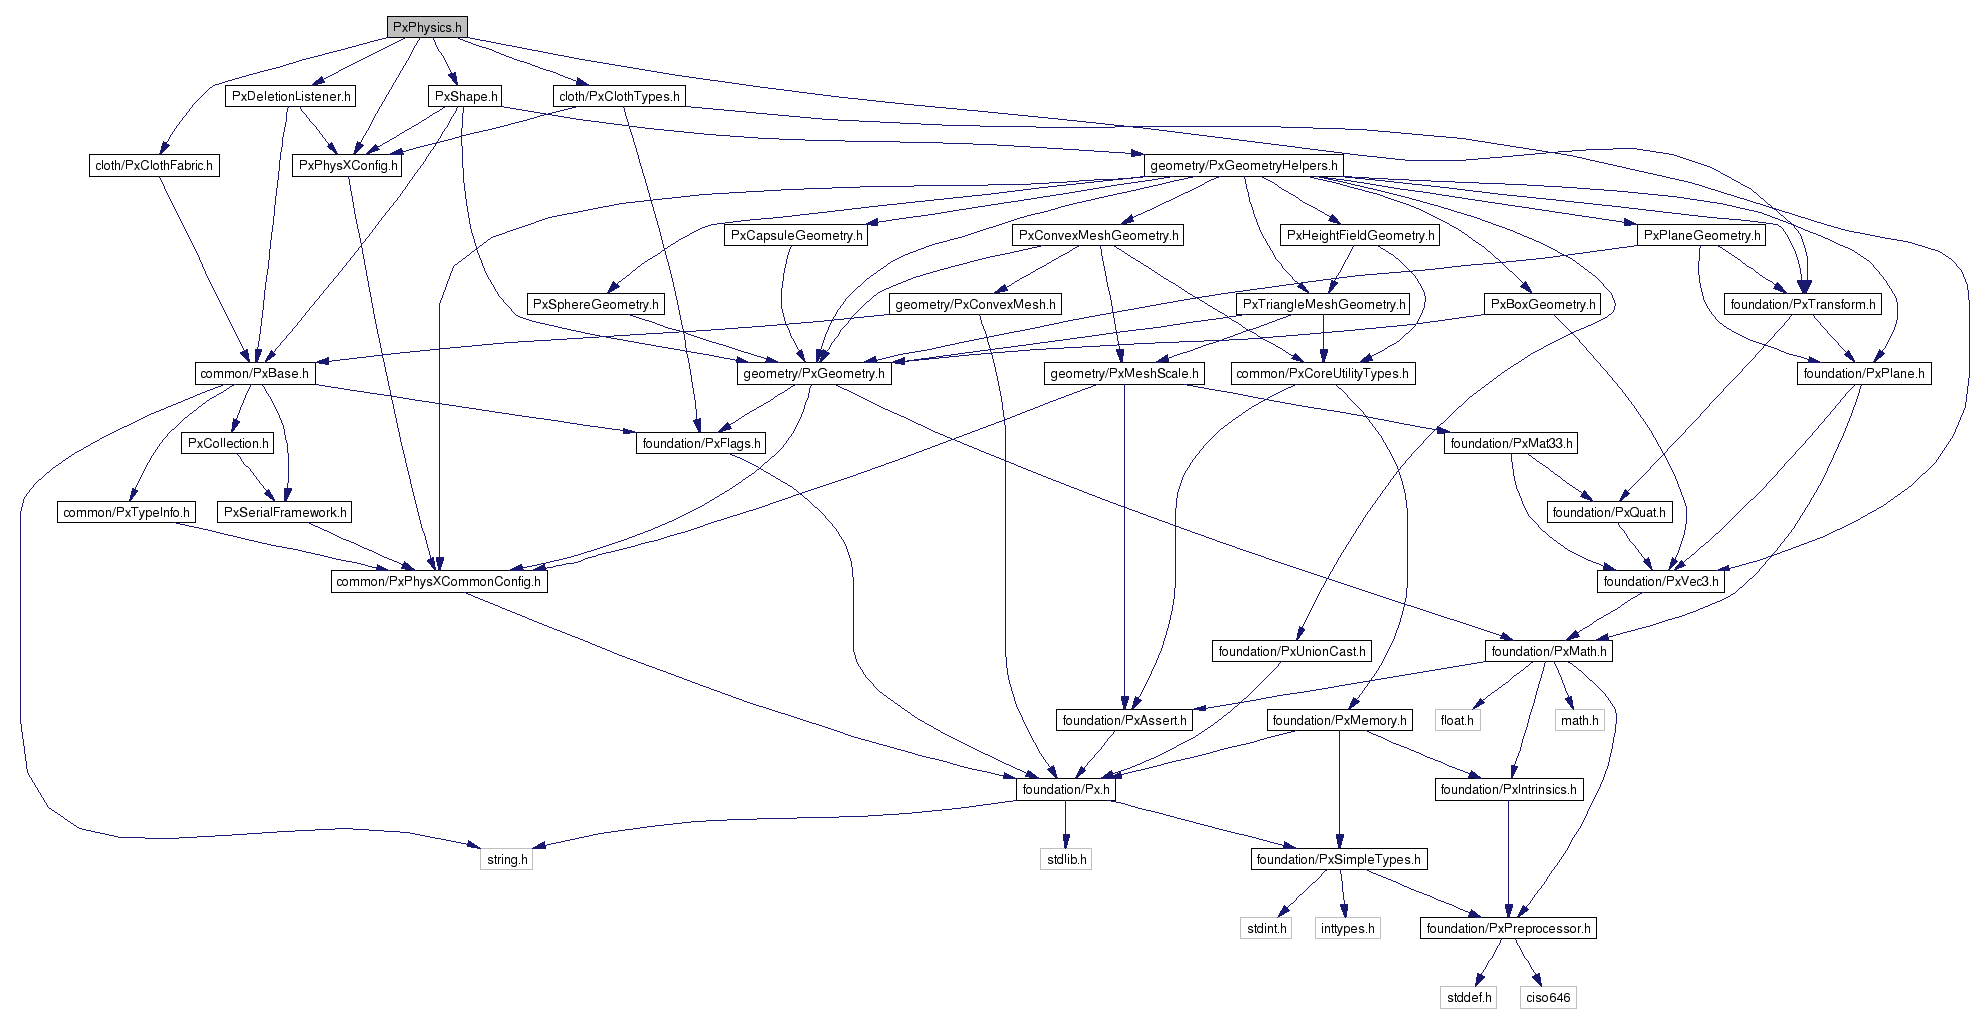 PxPhysics.h
PxDeletionListener.h
PxShape.h
cloth/PxClothTypes.h
cloth/PxClothFabric.h
PxPhysXConfig.h
geometry/PxGeometryHelpers.h
PxCapsuleGeometry.h
PxConvexMeshGeometry.h
PxHeightFieldGeometry.h
PxPlaneGeometry.h
PxSphereGeometry.h
geometry/PxConvexMesh.h
PxTriangleMeshGeometry.h
PxBoxGeometry.h
foundation/PxTransform.h
common/PxBase.h
geometry/PxGeometry.h
geometry/PxMeshScale.h
common/PxCoreUtilityTypes.h
foundation/PxPlane.h
PxCollection.h
foundation/PxFlags.h
foundation/PxMat33.h
common/PxTypeInfo.h
PxSerialFramework.h
foundation/PxQuat.h
common/PxPhysXCommonConfig.h
foundation/PxVec3.h
foundation/PxUnionCast.h
foundation/PxMath.h
foundation/PxAssert.h
foundation/PxMemory.h
float.h
math.h
foundation/Px.h
foundation/PxIntrinsics.h
string.h
stdlib.h
foundation/PxSimpleTypes.h
stdint.h
inttypes.h
foundation/PxPreprocessor.h
stddef.h
ciso646